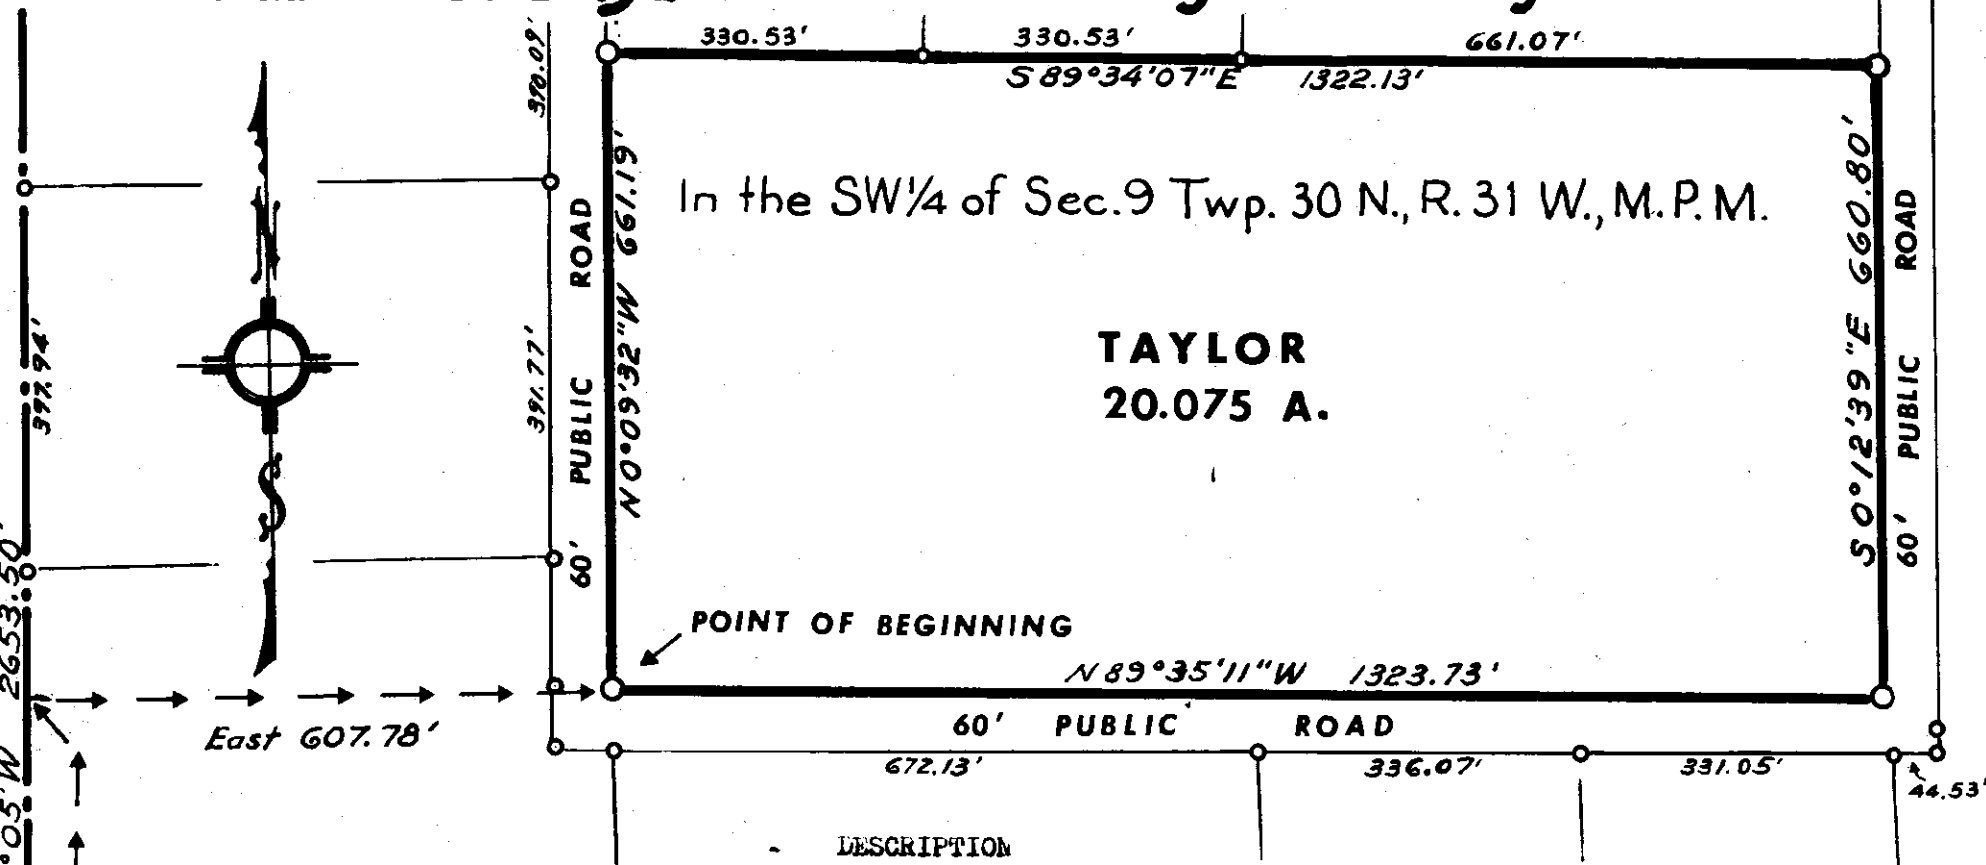 330.53' 330.53' 661.07'
S 89°34'07"E 1322.13'
370.09'
N 0°09'32"W 661.19'
In the SW¼ of Sec.9 Twp. 30 N., R. 31 W., M.P.M.
S 0°12'39"E 660.80'
60' PUBLIC ROAD
60' PUBLIC ROAD
397.94'
391.77'
TAYLOR
20.075 A.
N
S
POINT OF BEGINNING
N 89°35'11"W 1323.73'
East 607.78'
60' PUBLIC ROAD
672.13' 336.07' 331.05' 44.53'
°05'W 2653.50'
DESCRIPTION